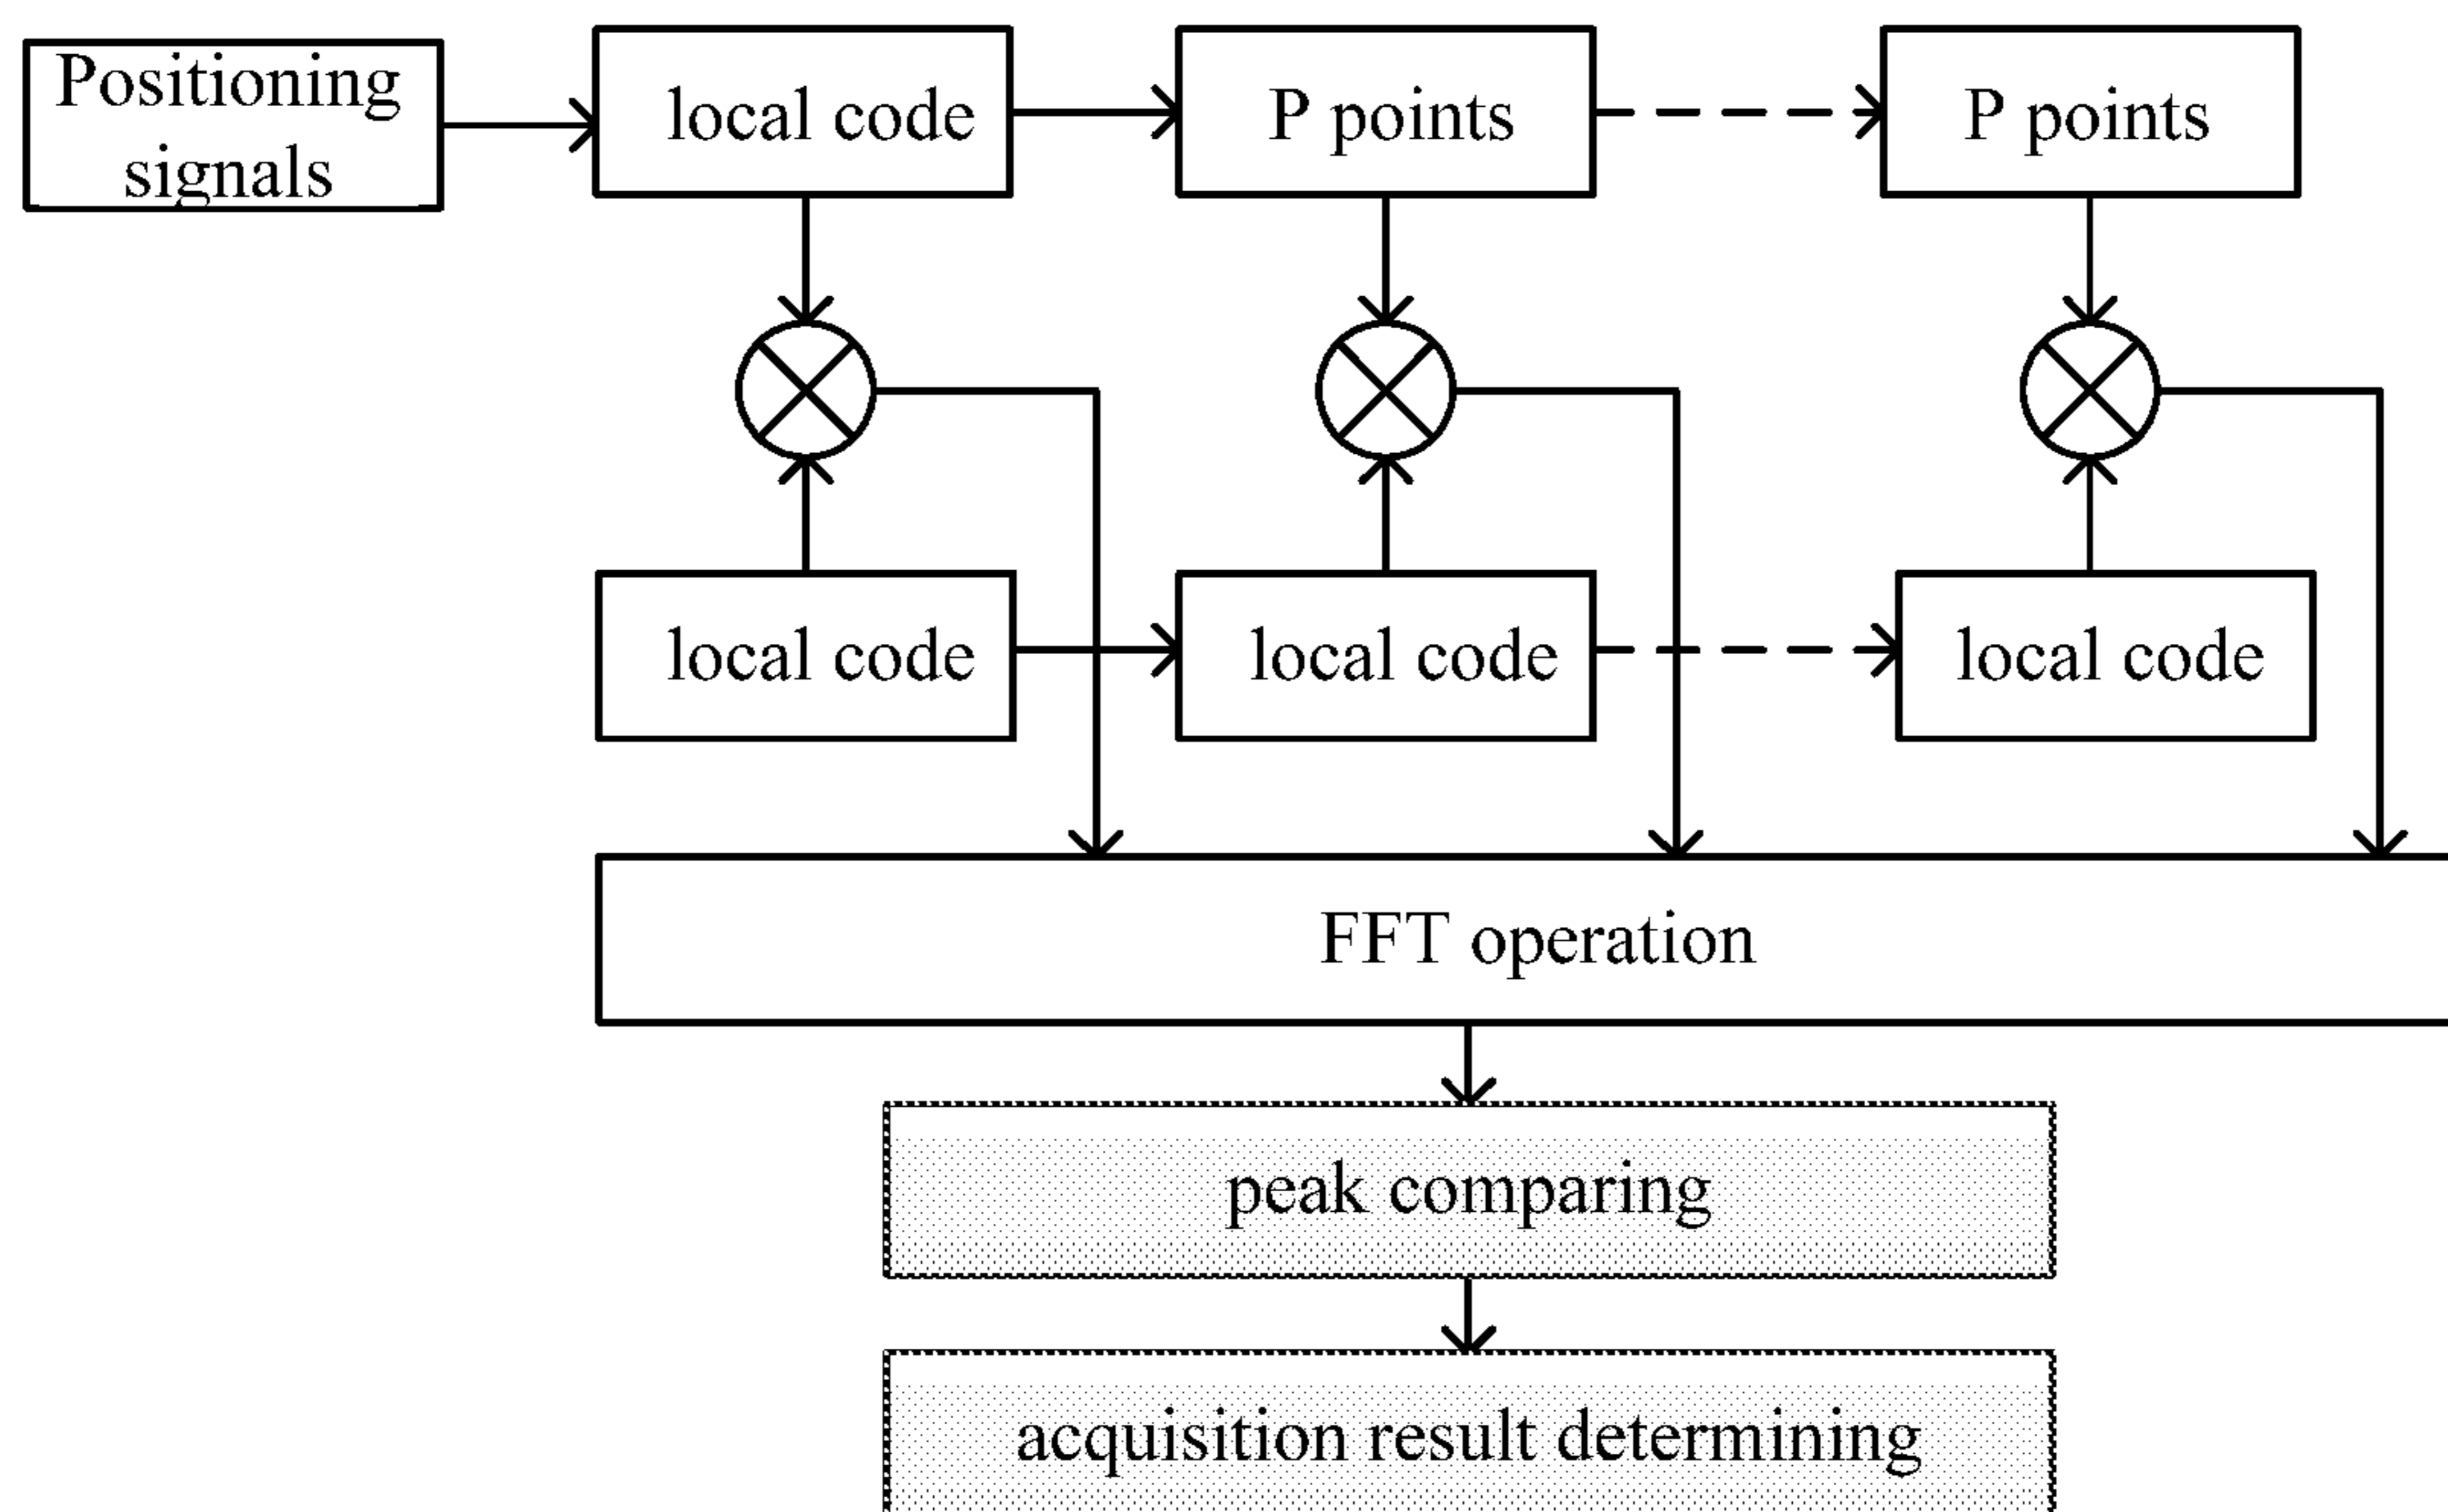 Positioning
signals
local code
P points
P points
local code
local code
local code
FFT operation
peak comparing
acquisition result determining